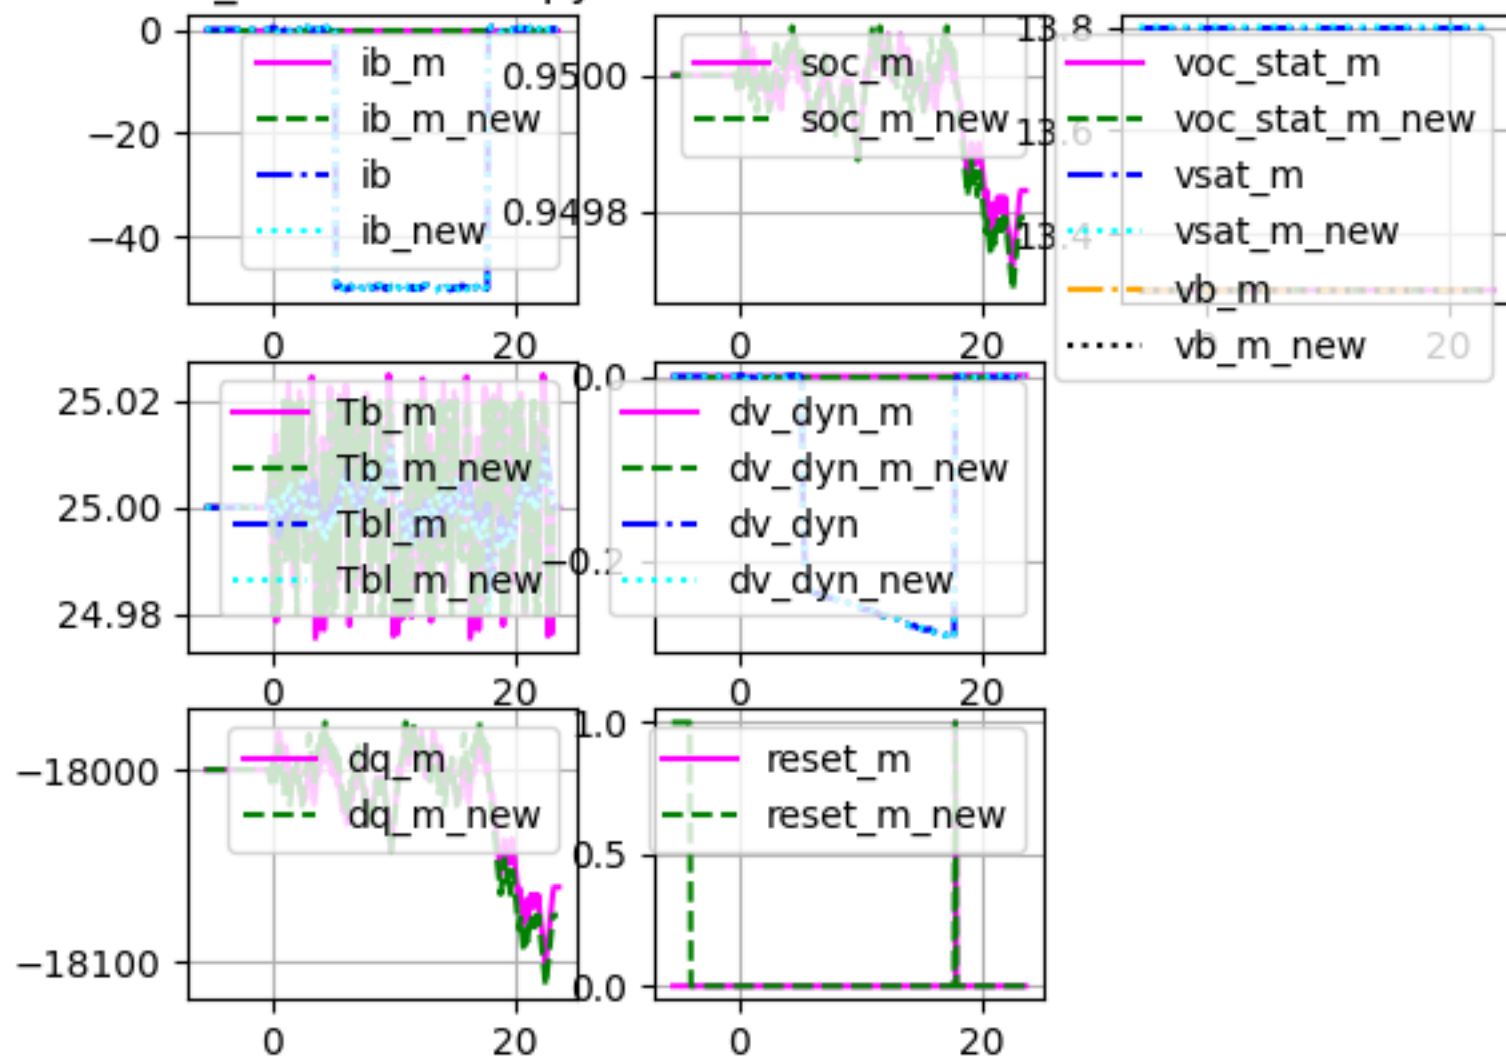 0
−20
−40
ib_m
ib_m_new
ib
ib_new
0
20
0.9500
0.9498
soc_m
soc_m_new
0
20
13.8
13.6
13.4
voc_stat_m
voc_stat_m_new
vsat_m
vsat_m_new
vb_m
vb_m_new
20
25.02
25.00
24.98
Tb_m
Tb_m_new
Tbl_m
Tbl_m_new
0
20
0.0
−0.2
dv_dyn_m
dv_dyn_m_new
dv_dyn
dv_dyn_new
0
20
−18000
−18100
dq_m
dq_m_new
0
20
1.0
0.5
0.0
reset_m
reset_m_new
0
20